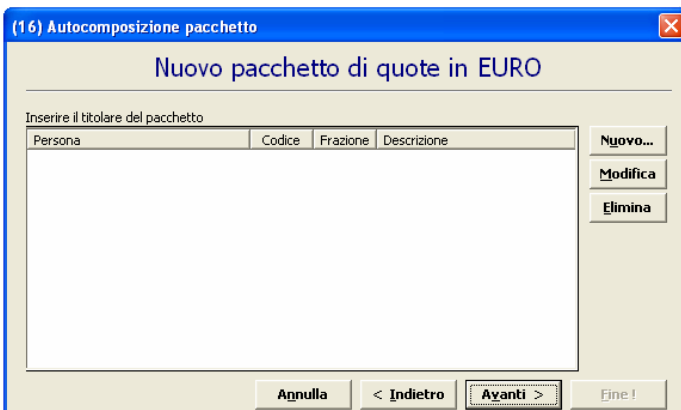 (16) Autocomposizione pacchetto
Nuovo pacchetto di quote in EURO
Inserire il titolare del pacchetto
Persona Codice Frazione Descrizione
Nuovo...
Modifica
Elimina
Annulla < Indietro Avanti > Fine !